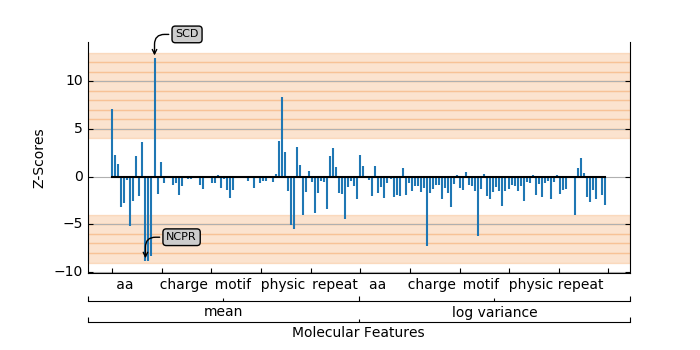 SCD
10
5
0
−5
−10
Z-Scores
NCPR
aa charge motif physic repeat aa charge motif physic repeat
mean log variance
Molecular Features